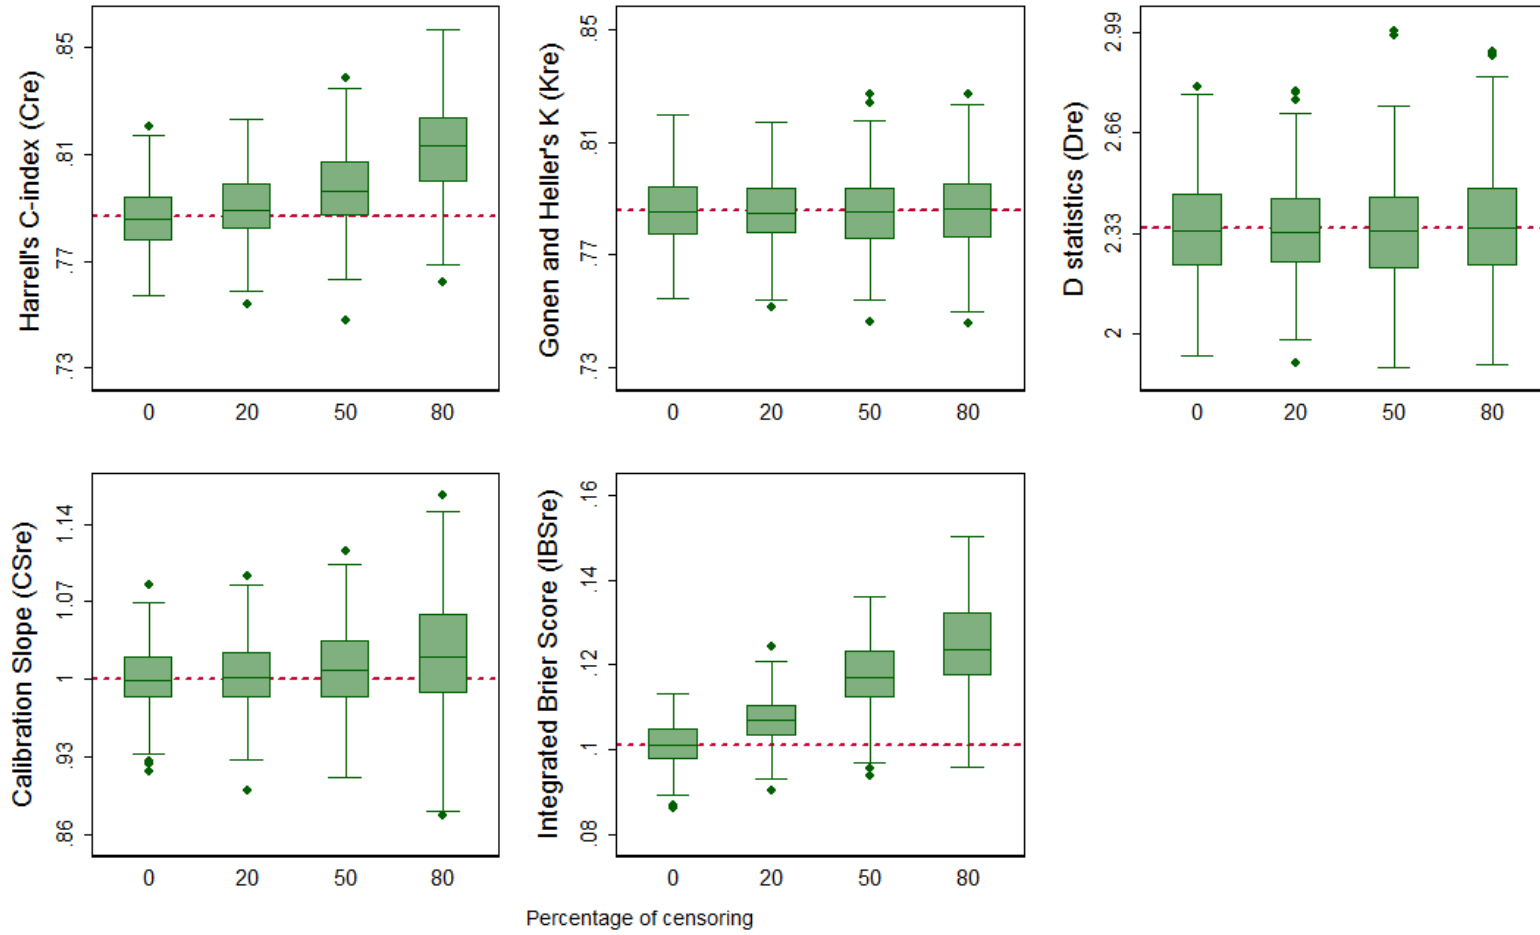 Harrell's C-index (Cre)
.85
.81
.77
.73
0 20 50 80
Gonen and Heller's K (Kre)
.85
.81
.77
.73
0 20 50 80
D statistics (Dre)
2.99
2.66
2.33
2
0 20 50 80
Calibration Slope (CSre)
1.14
1.07
1
.93
.86
0 20 50 80
Integrated Brier Score (IBSre)
.16
.14
.12
.1
.08
0 20 50 80
Percentage of censoring